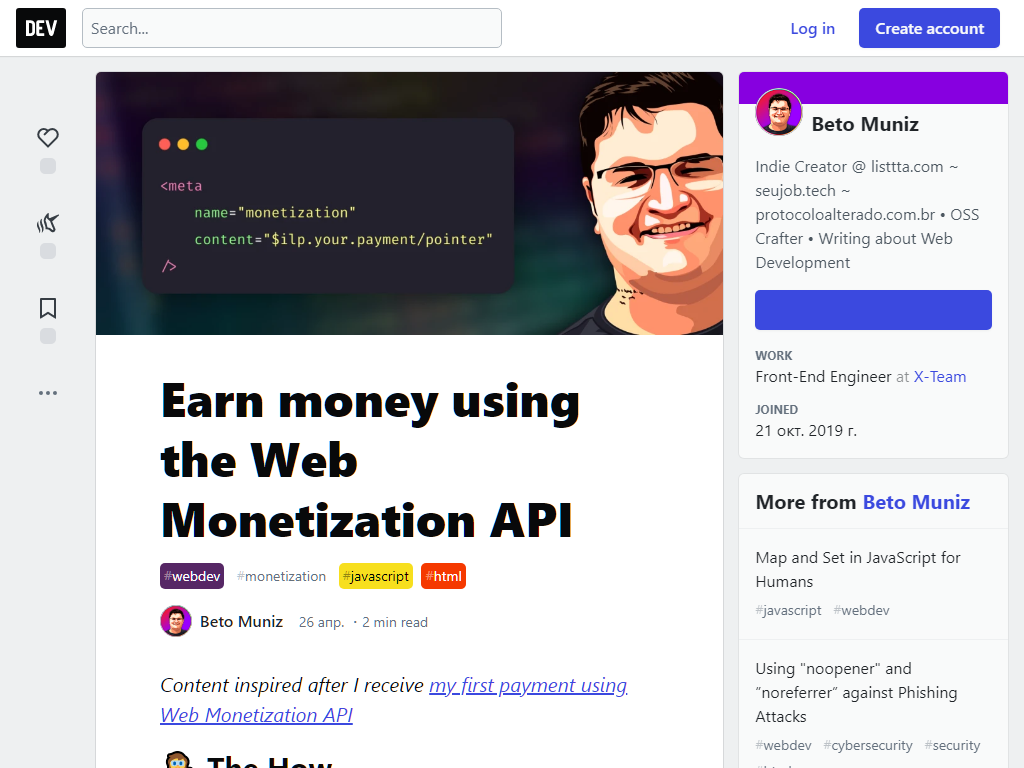 DEV
Search...
Log in
Create account
<meta
name="monetization"
content="$ilp.your.payment/pointer"
/>
Earn money using
the Web
Monetization API
#webdev #monetization #javascript #html
Beto Muniz 26 апр. · 2 min read
Content inspired after I receive my first payment using
Web Monetization API
The How
Beto Muniz
Indie Creator @ listtta.com ~
seujob.tech ~
protocoloalterado.com.br • OSS
Crafter • Writing about Web
Development
WORK
Front-End Engineer at X-Team
JOINED
21 окт. 2019 г.
More from Beto Muniz
Map and Set in JavaScript for
Humans
#javascript #webdev
Using "noopener" and
"noreferrer" against Phishing
Attacks
#webdev #cybersecurity #security